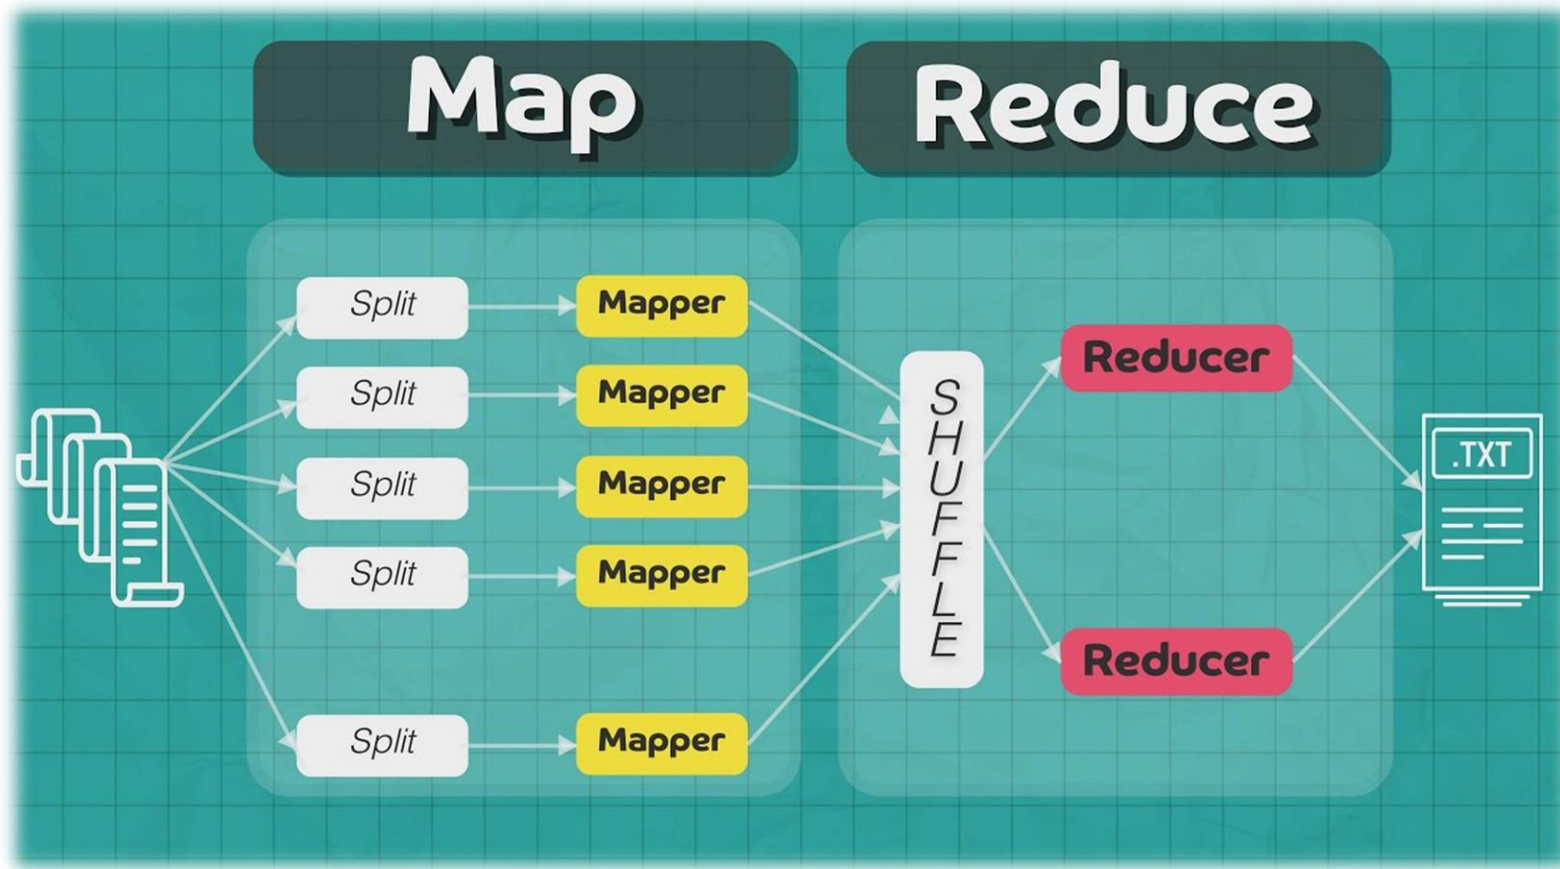 Map
Reduce
Split
Mapper
Split
Mapper
Split
Mapper
Split
Mapper
Split
Mapper
SHUFFLE
Reducer
Reducer
.TXT